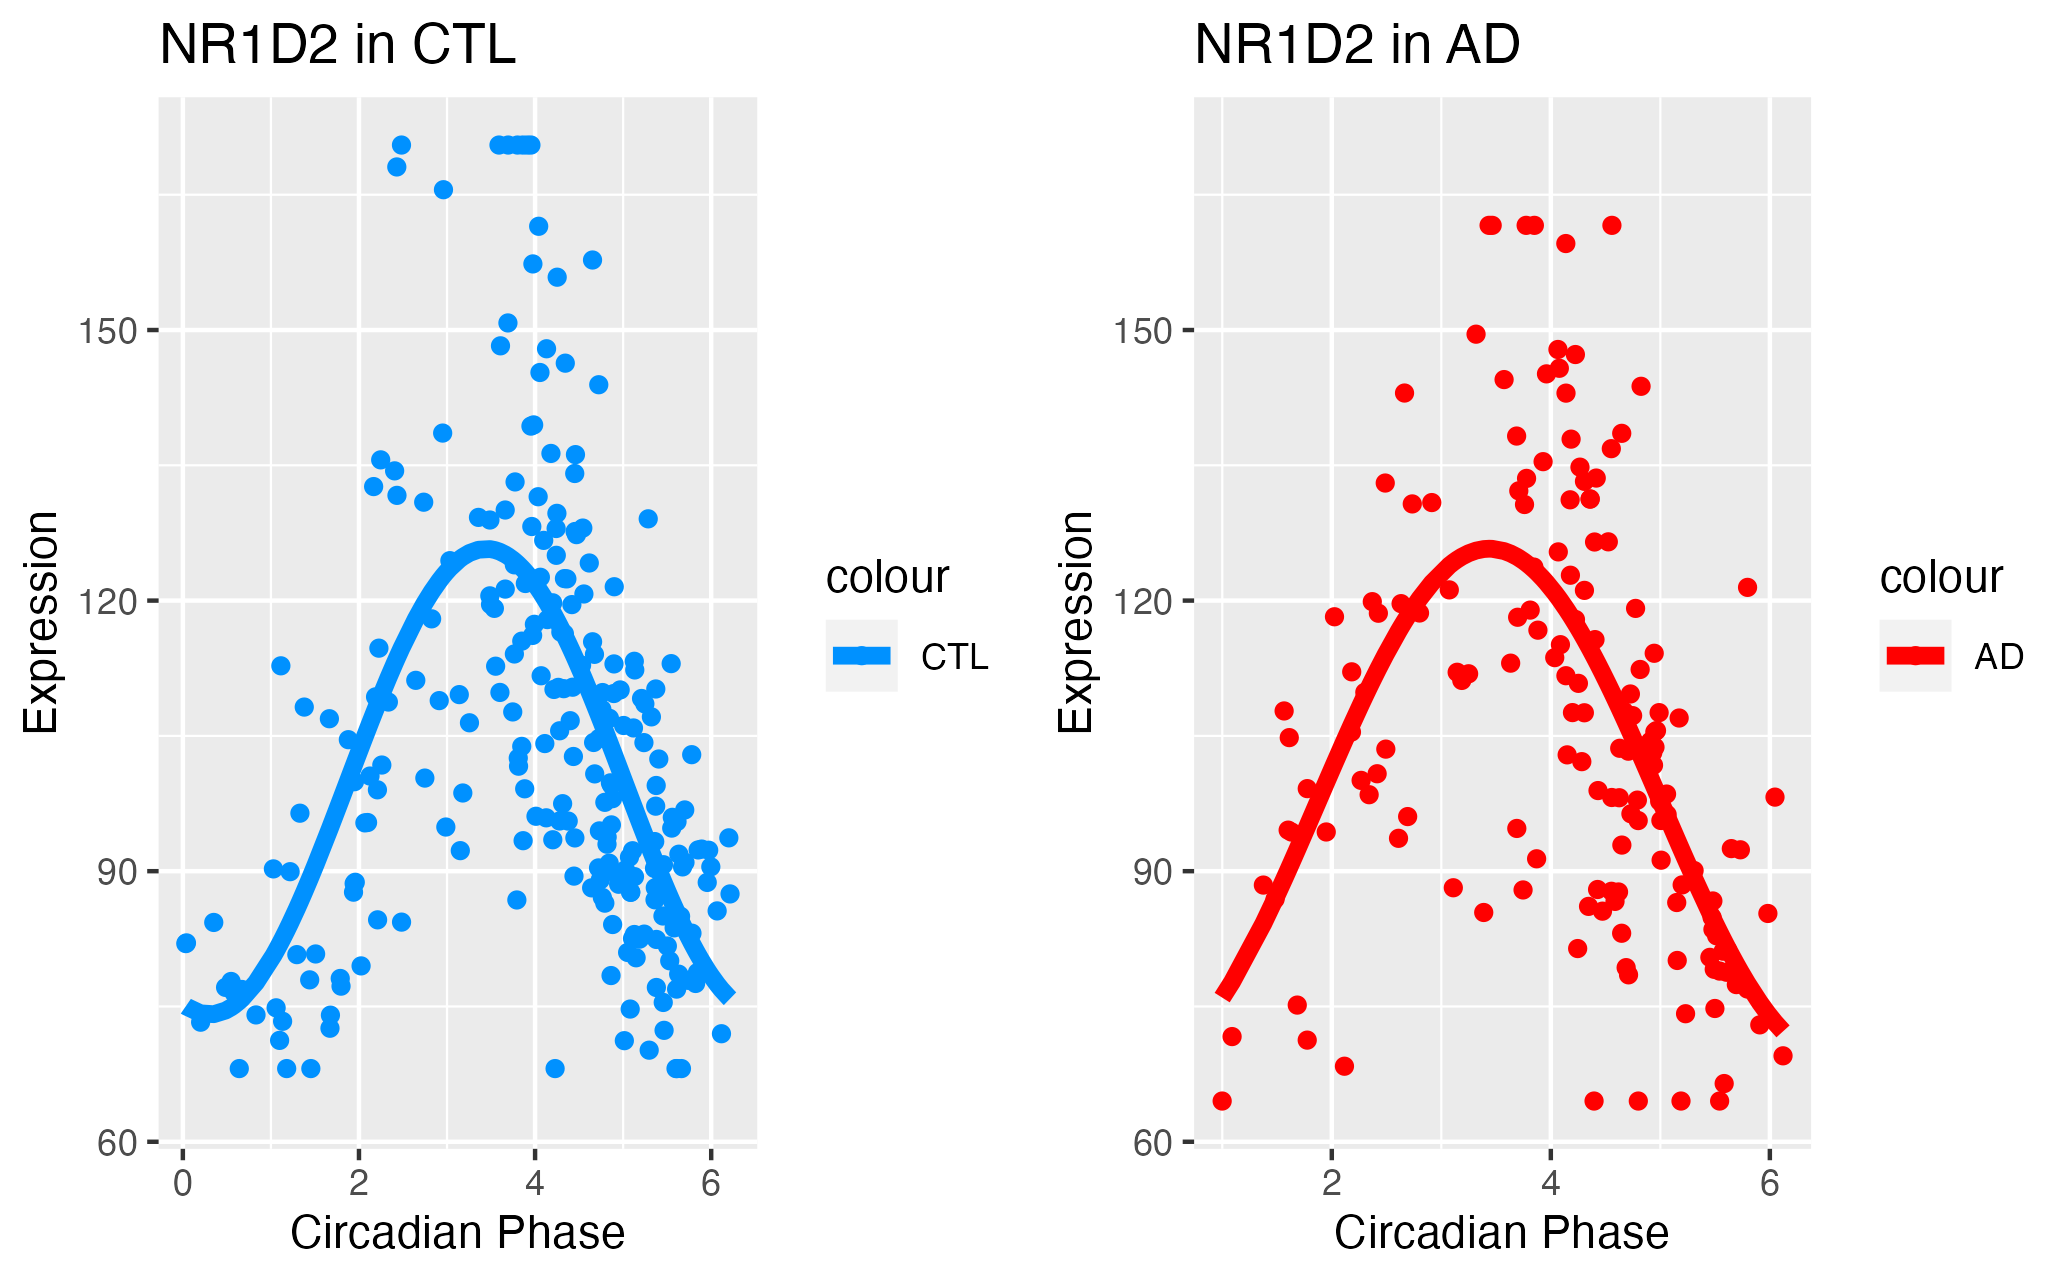 NR1D2 in CTL
Expression
150
120
90
60
0 2 4 6
Circadian Phase
colour
CTL
NR1D2 in AD
Expression
150
120
90
60
2 4 6
Circadian Phase
colour
AD